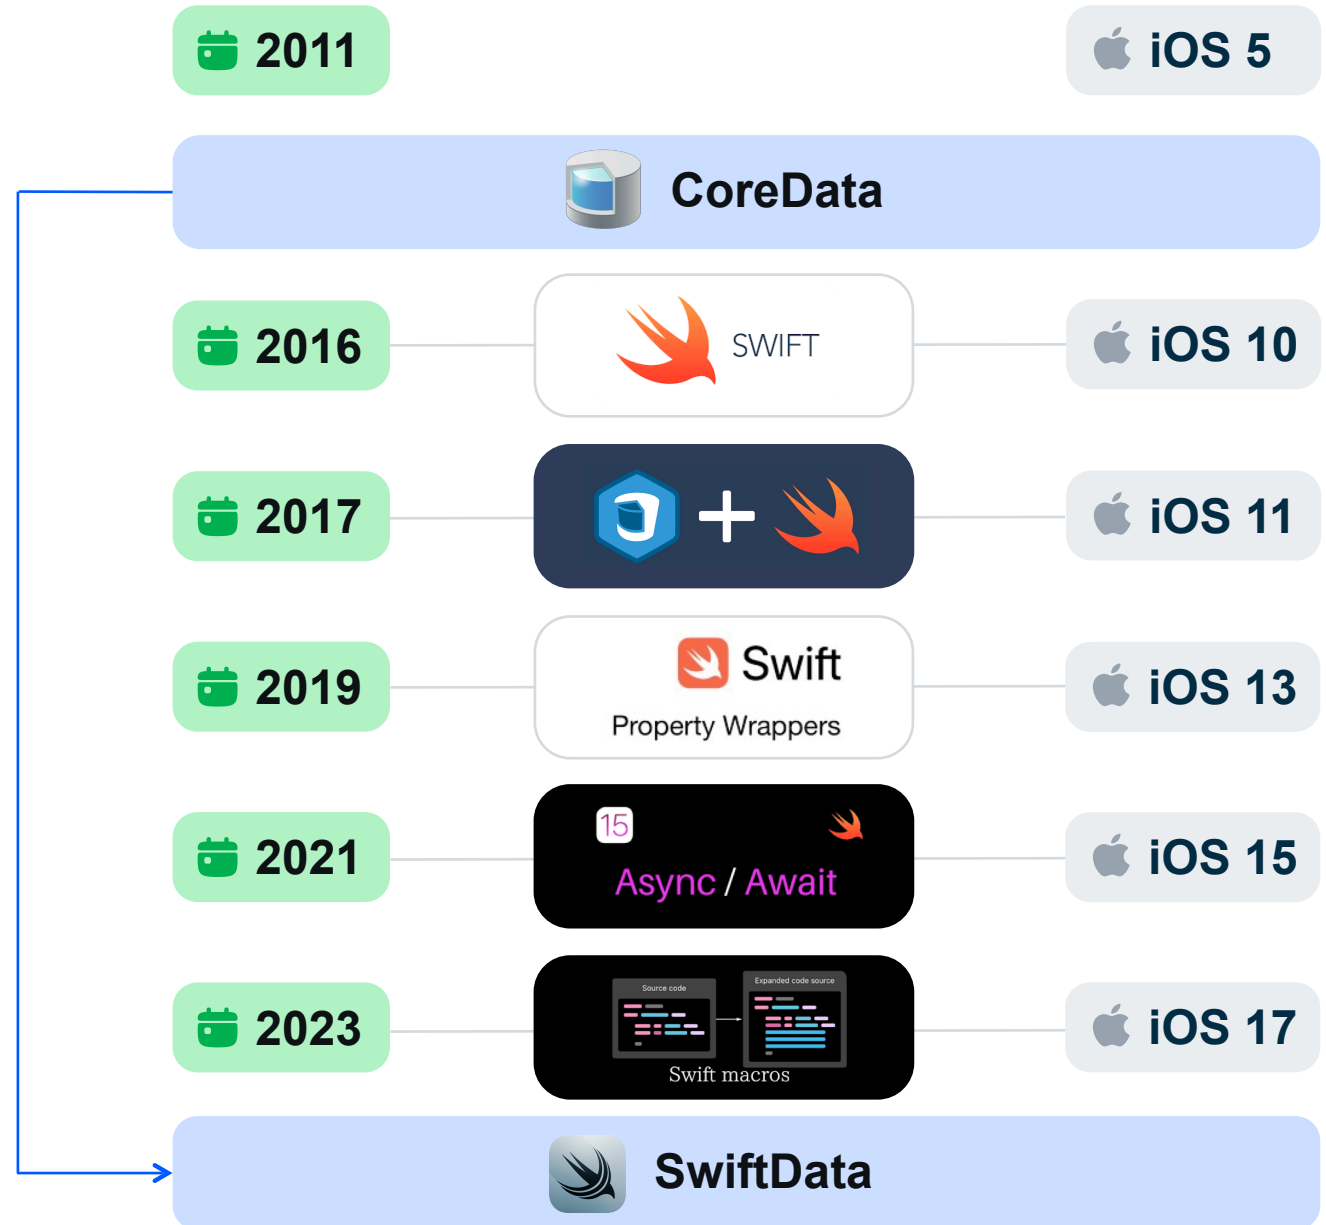 2011
iOS 5
CoreData
2016
SWIFT
iOS 10
2017
iOS 11
2019
Swift
Property Wrappers
iOS 13
2021
15
Async / Await
iOS 15
2023
Source code
Expanded code source
Swift macros
iOS 17
SwiftData